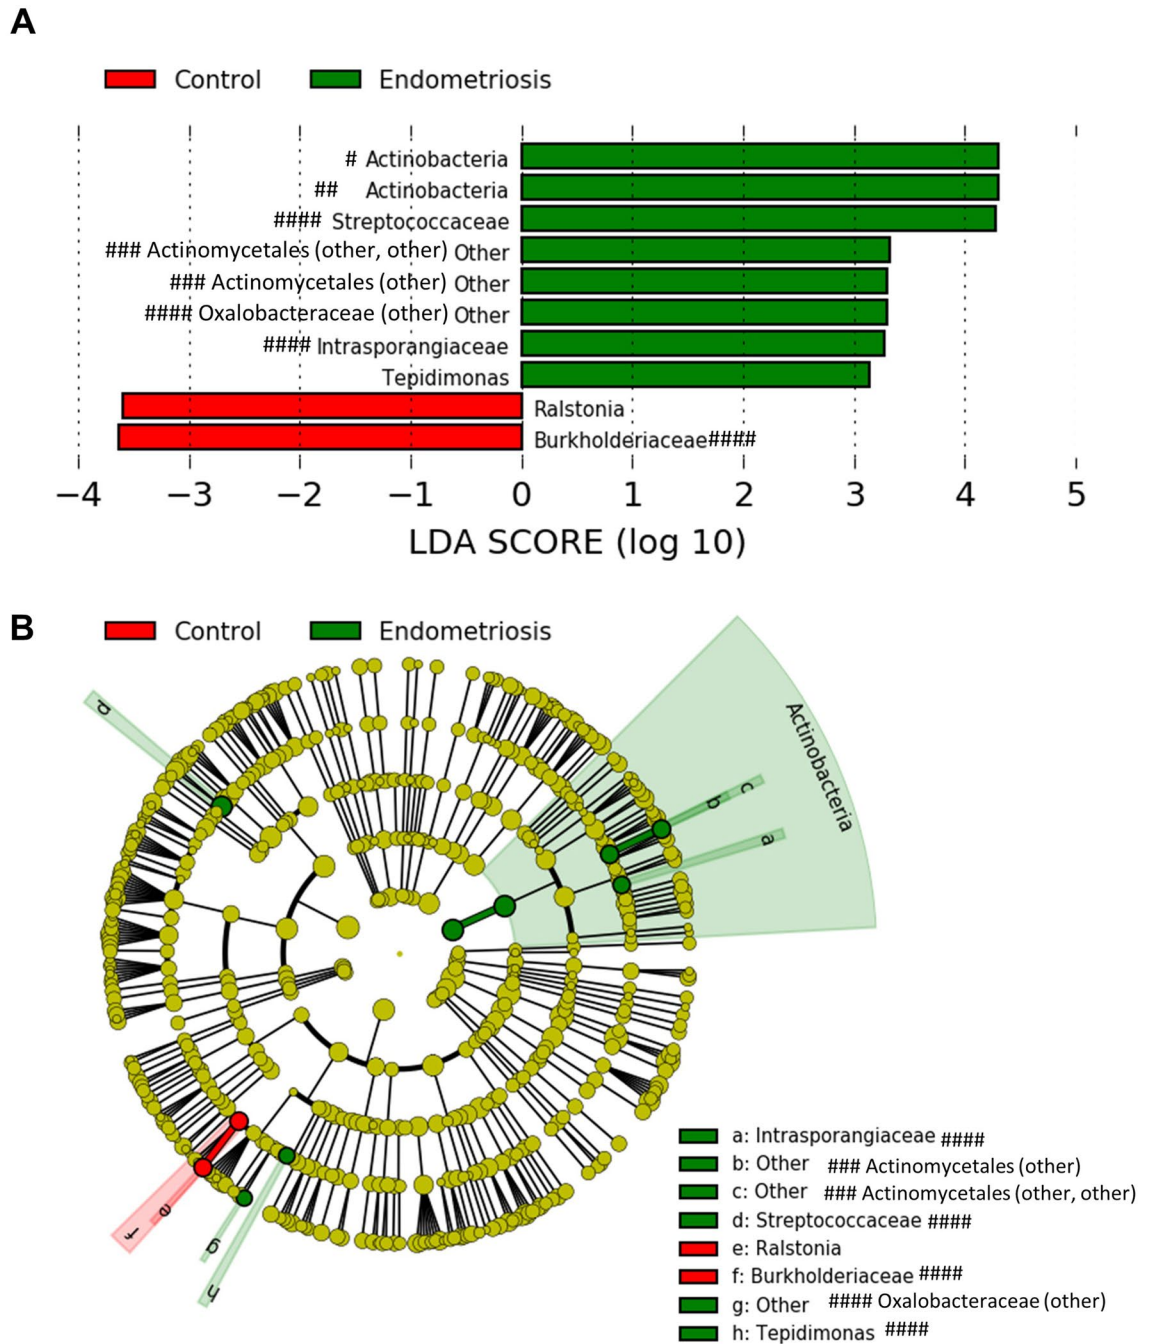 A
Control Endometriosis
# Actinobacteria
## Actinobacteria
#### Streptococcaceae
### Actinomycetales (other, other) Other
### Actinomycetales (other) Other
#### Oxalobacteraceae (other) Other
#### Intrasporangiaceae
Tepidimonas
Ralstonia
Burkholderiaceae####
−4 −3 −2 −1 0 1 2 3 4 5
LDA SCORE (log 10)
B
Control Endometriosis
Actinobacteria
d
c
b
a
e
f
g
h
a: Intrasporangiaceae ####
b: Other ### Actinomycetales (other)
c: Other ### Actinomycetales (other, other)
d: Streptococcaceae ####
e: Ralstonia
f: Burkholderiaceae ####
g: Other #### Oxalobacteraceae (other)
h: Tepidimonas ####